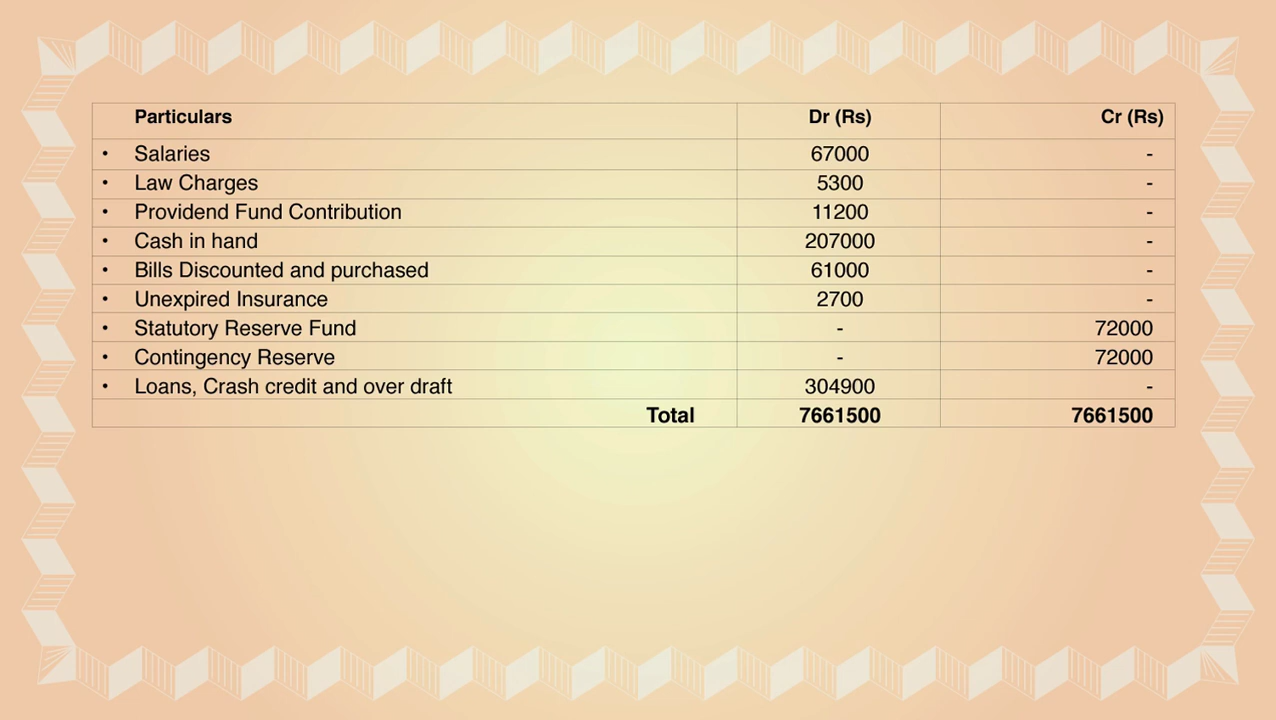 Particulars Dr (Rs) Cr (Rs)
• Salaries 67000 -
• Law Charges 5300 -
• Providend Fund Contribution 11200 -
• Cash in hand 207000 -
• Bills Discounted and purchased 61000 -
• Unexpired Insurance 2700 -
• Statutory Reserve Fund - 72000
• Contingency Reserve - 72000
• Loans, Crash credit and over draft 304900 -
Total 7661500 7661500